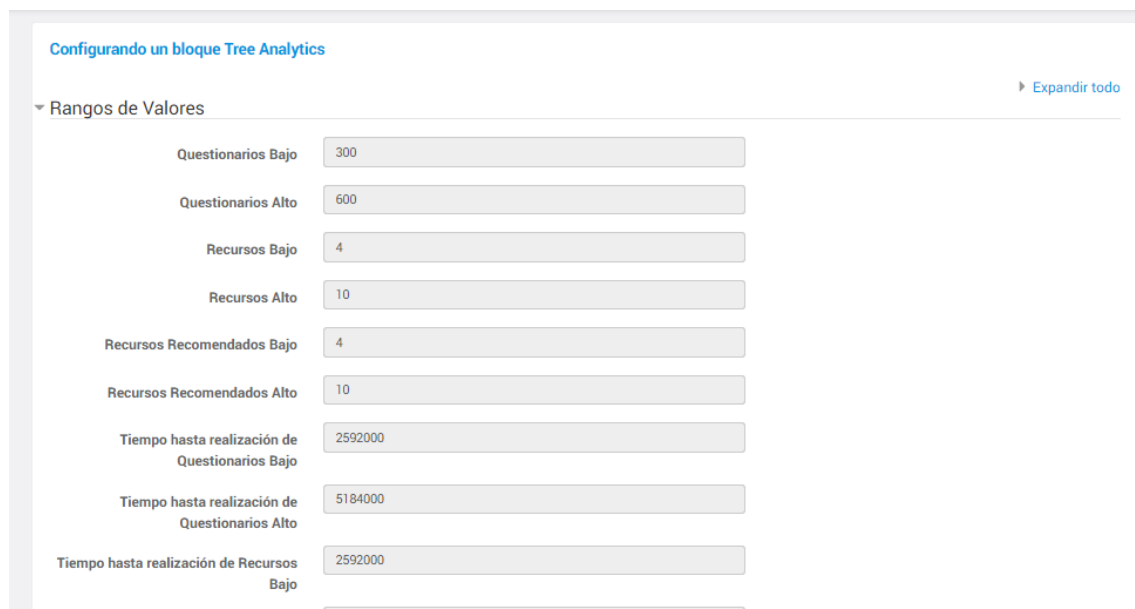 Configurando un bloque Tree Analytics
Expandir todo
Rangos de Valores
Questionarios Bajo
300
Questionarios Alto
600
Recursos Bajo
4
Recursos Alto
10
Recursos Recomendados Bajo
4
Recursos Recomendados Alto
10
Tiempo hasta realización de
Questionarios Bajo
2592000
Tiempo hasta realización de
Questionarios Alto
5184000
Tiempo hasta realización de Recursos
Bajo
2592000